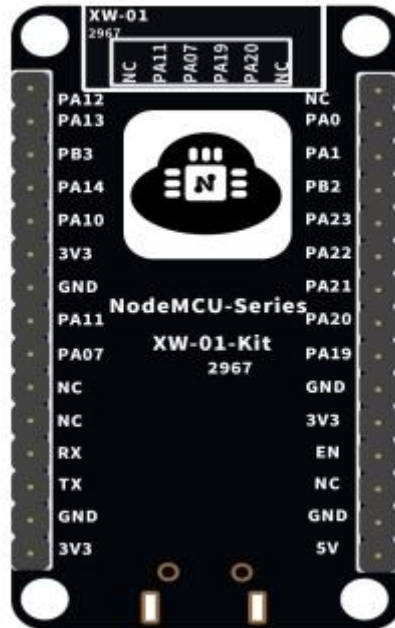 XW-01
2967
NC PA11 PA07 PA19 PA20 NC
PA12 NC
PA13 PA0
PB3 PA1
PA14 PB2
PA10 PA23
3V3 PA22
GND PA21
NodeMCU-Series
PA11 PA20
XW-01-Kit
PA07 PA19
2967
NC GND
NC 3V3
RX EN
TX NC
GND GND
3V3 5V
N